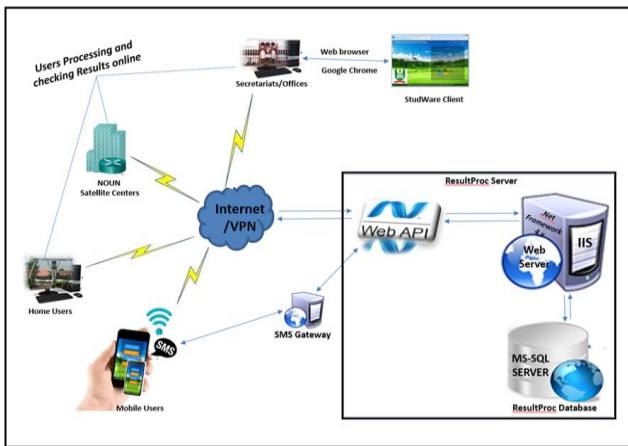 Users Processing and
checking Results online
Secretariats/Offices
Web browser
Google Chrome
StudWare Client
NOUN
Satellite Centers
Internet
/VPN
Home Users
SMS
Mobile Users
SMS Gateway
ResultProc Server
Web API
.Net
Framework
IIS
Web
Server
MS-SQL
SERVER
ResultProc Database